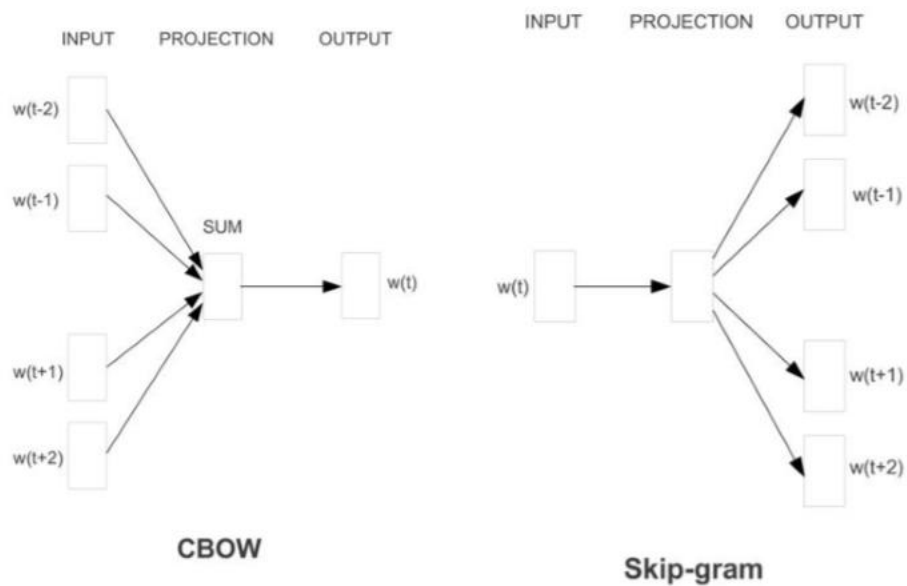 INPUT PROJECTION OUTPUT
w(t-2)
w(t-1)
SUM
w(t)
w(t+1)
w(t+2)
CBOW
INPUT PROJECTION OUTPUT
w(t-2)
w(t-1)
w(t)
w(t+1)
w(t+2)
Skip-gram